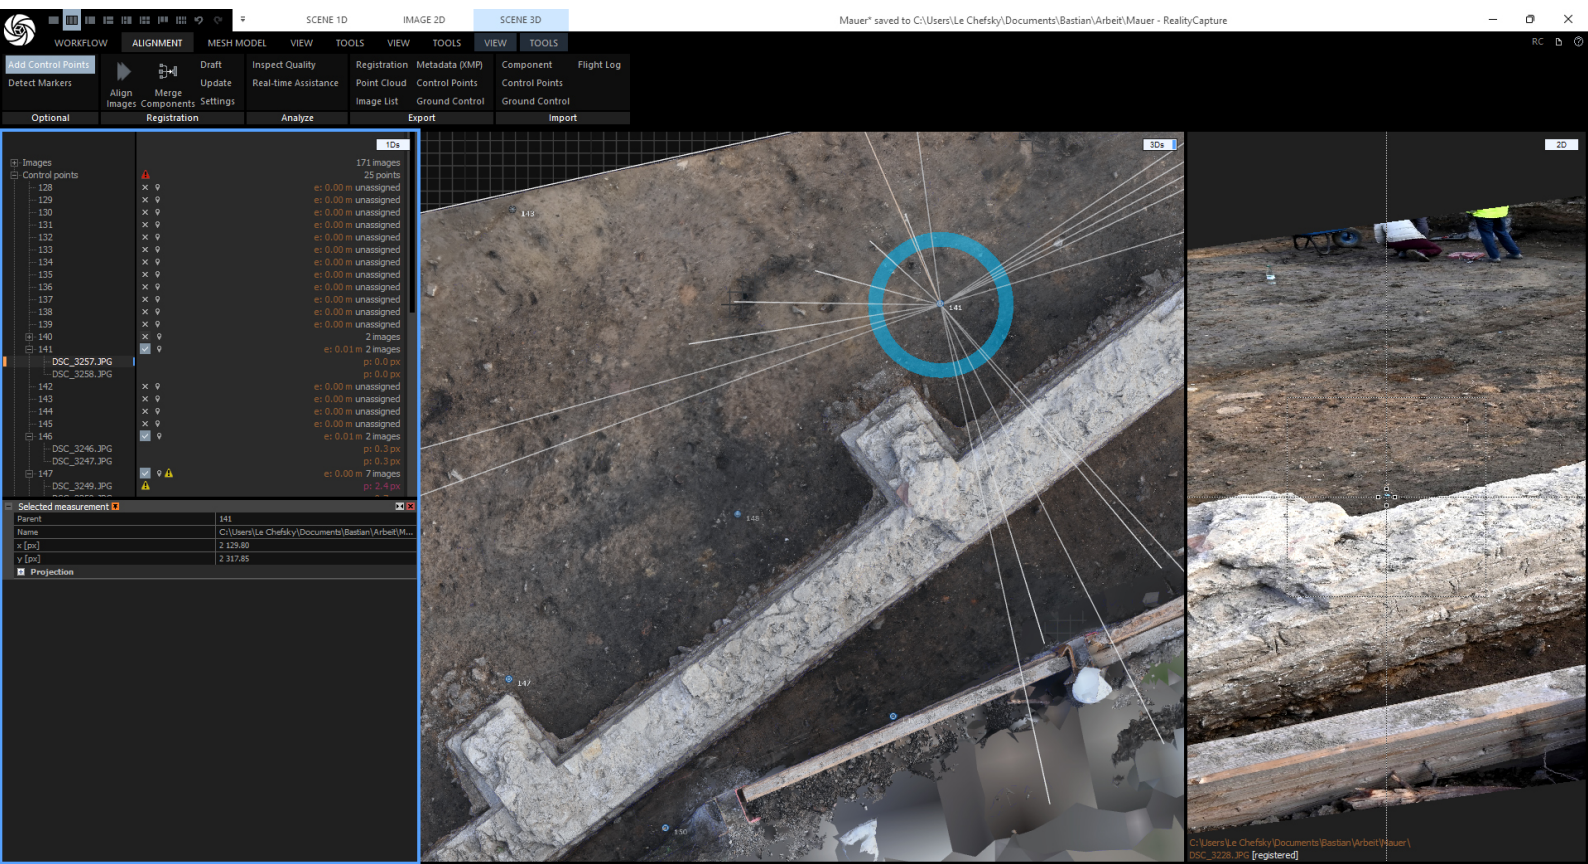 SCENE 1D IMAGE 2D SCENE 3D Mauer* saved to C:\Users\Le Chefsky\Documents\Bastian\Arbeit\Mauer - RealityCapture
WORKFLOW ALIGNMENT MESH MODEL VIEW TOOLS VIEW TOOLS VIEW TOOLS RC
Add Control Points Draft Inspect Quality Registration Metadata (XMP) Component Flight Log
Detect Markers Update Real-time Assistance Point Cloud Control Points Control Points
Align Images Merge Components Settings Image List Ground Control Ground Control
Optional Registration Analyze Export Import
1Ds
Images 171 images
Control points 25 points
128 e: 0.00 m unassigned
129 e: 0.00 m unassigned
130 e: 0.00 m unassigned
131 e: 0.00 m unassigned
132 e: 0.00 m unassigned
133 e: 0.00 m unassigned
134 e: 0.00 m unassigned
135 e: 0.00 m unassigned
136 e: 0.00 m unassigned
137 e: 0.00 m unassigned
138 e: 0.00 m unassigned
139 e: 0.00 m unassigned
140 2 images
141 e: 0.01 m 2 images
DSC_3257.JPG p: 0.0 px
DSC_3258.JPG p: 0.0 px
142 e: 0.00 m unassigned
143 e: 0.00 m unassigned
144 e: 0.00 m unassigned
145 e: 0.00 m unassigned
146 e: 0.01 m 2 images
DSC_3246.JPG p: 0.3 px
DSC_3247.JPG p: 0.3 px
147 e: 0.00 m 7 images
DSC_3249.JPG p: 2.4 px
Selected measurement
Parent 141
Name C:\Users\Le Chefsky\Documents\Bastian\Arbeit\M...
x [px] 2 129.80
y [px] 2 317.85
Projection
3Ds
143
141
148
147
150
2D
C:\Users\Le Chefsky\Documents\Bastian\Arbeit\Mauer\
DSC_3228.JPG [registered]